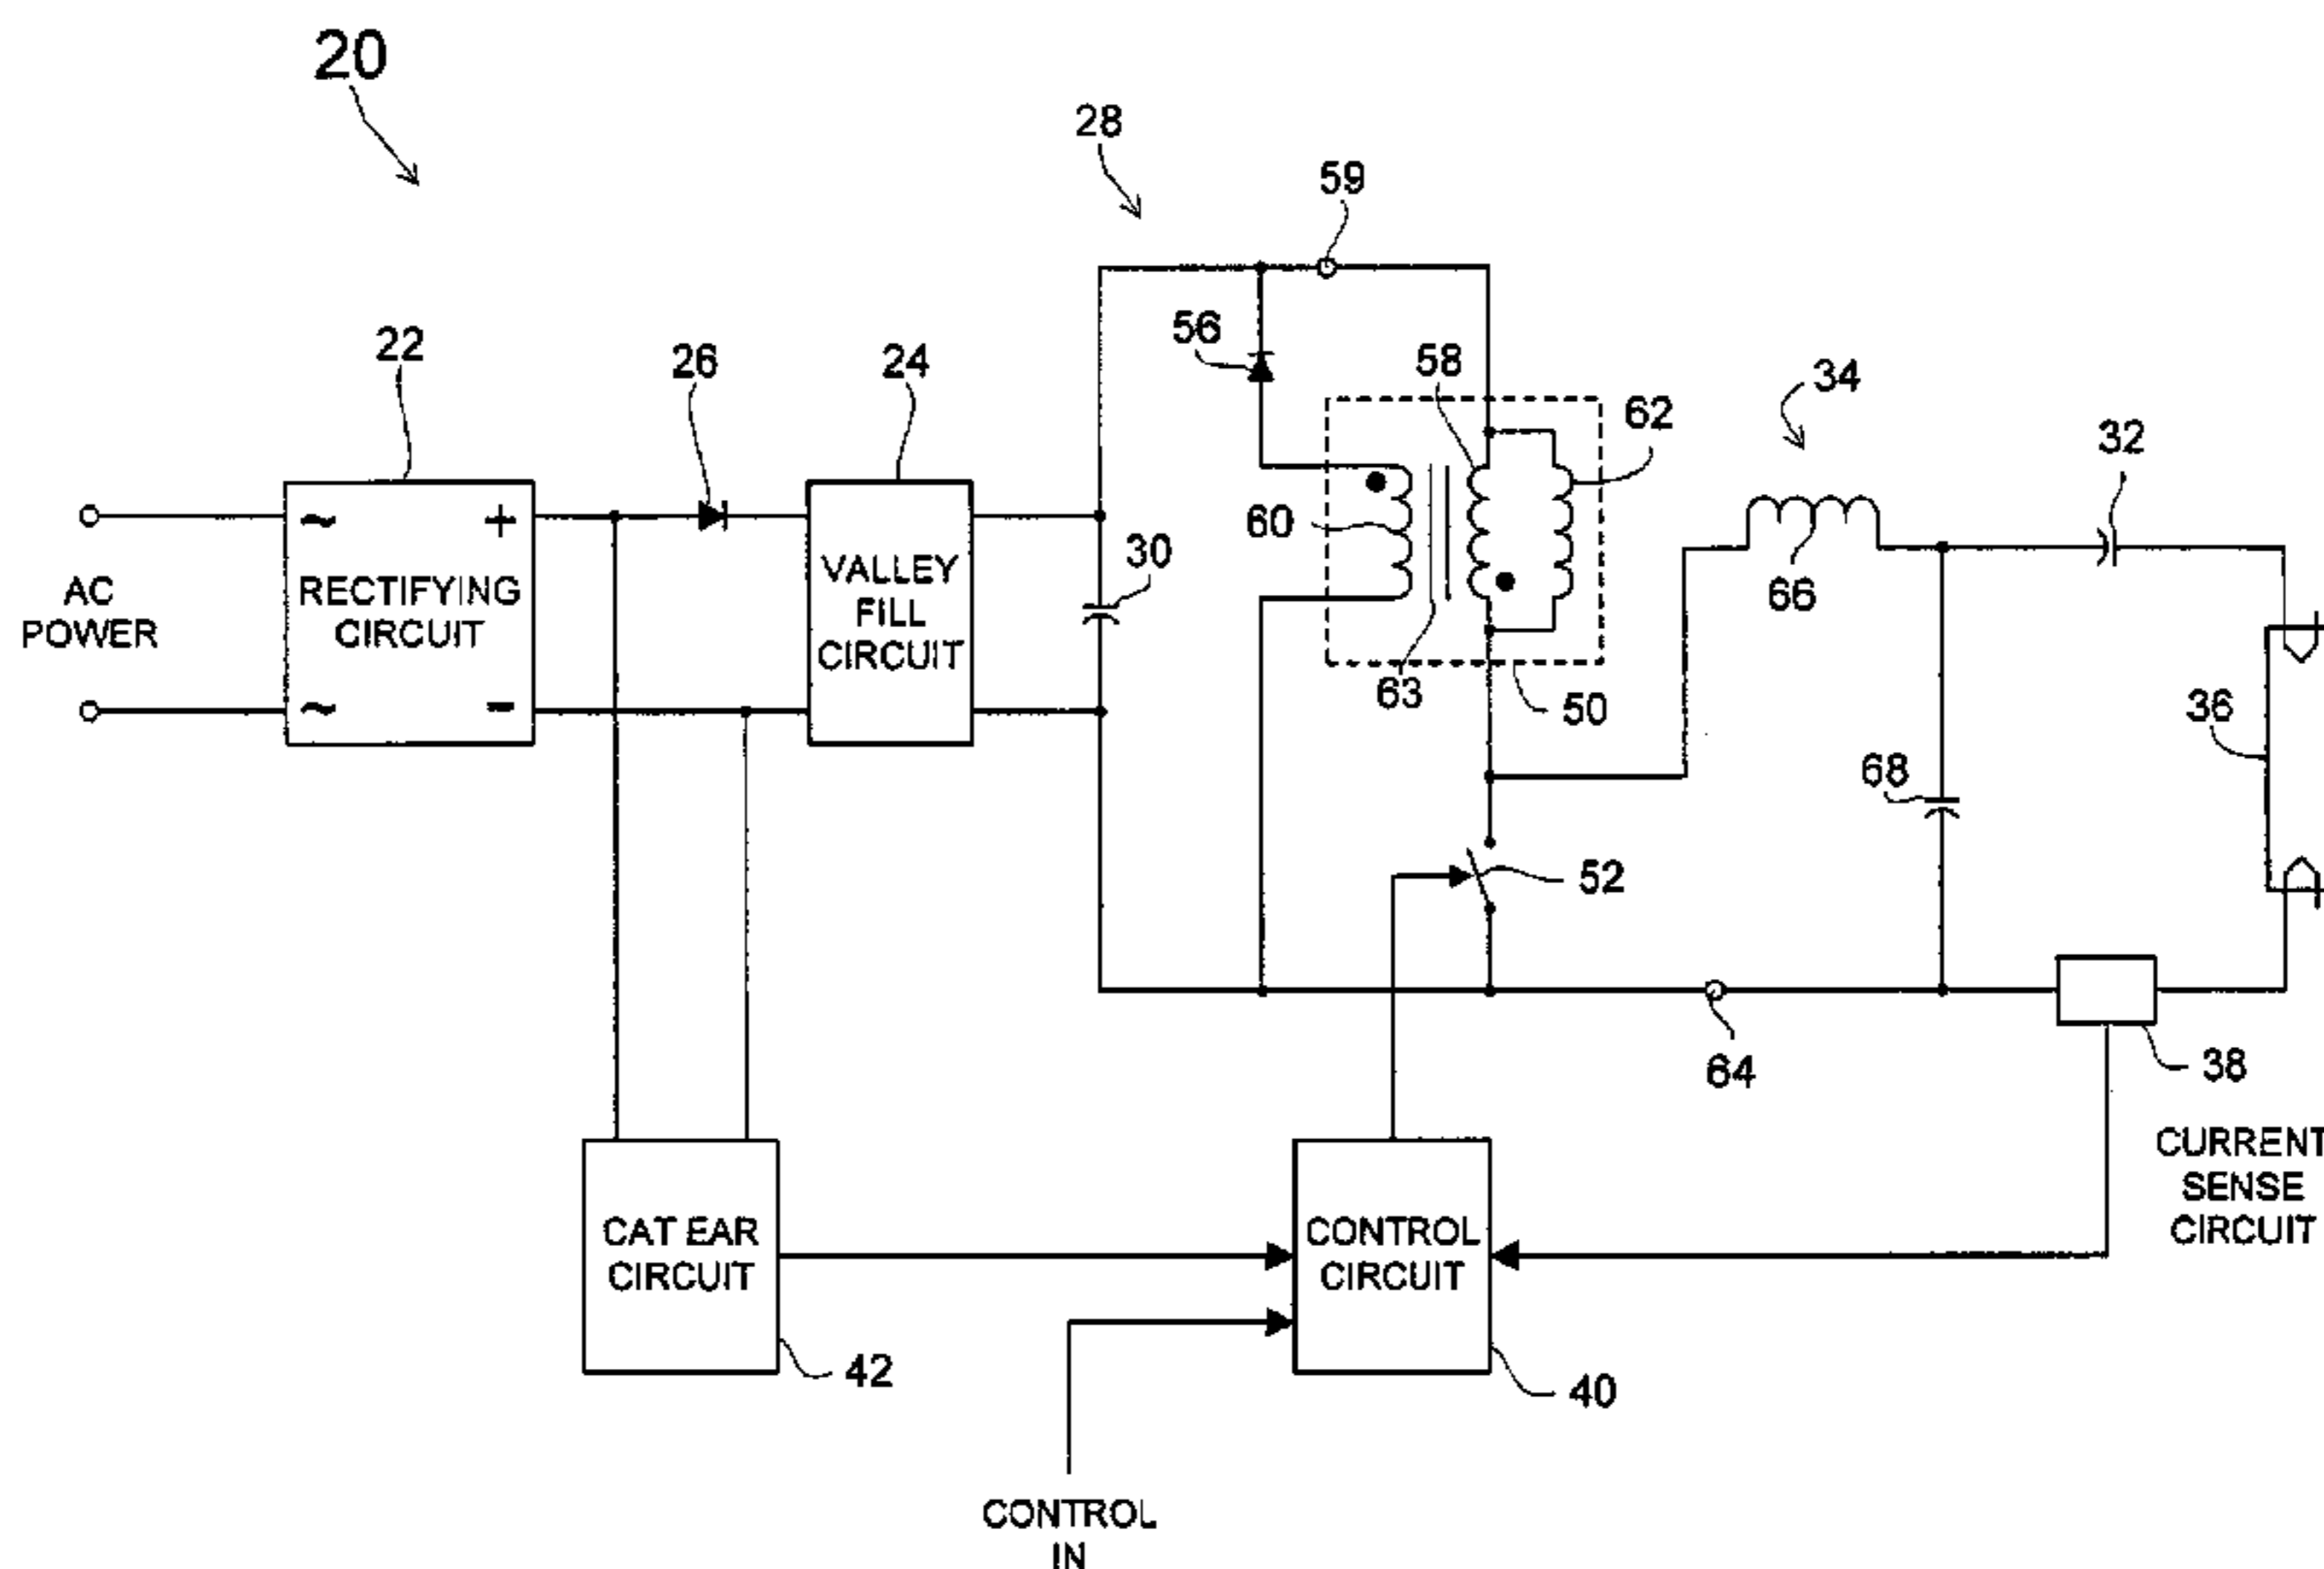 20
28
59
22
26
24
56
58
62
34
32
~
+
AC
POWER
RECTIFYING
CIRCUIT
~
-
VALLEY
FILL
CIRCUIT
30
60
63
50
66
36
68
52
64
38
CURRENT
SENSE
CIRCUIT
CAT EAR
CIRCUIT
42
CONTROL
CIRCUIT
40
CONTROL
IN